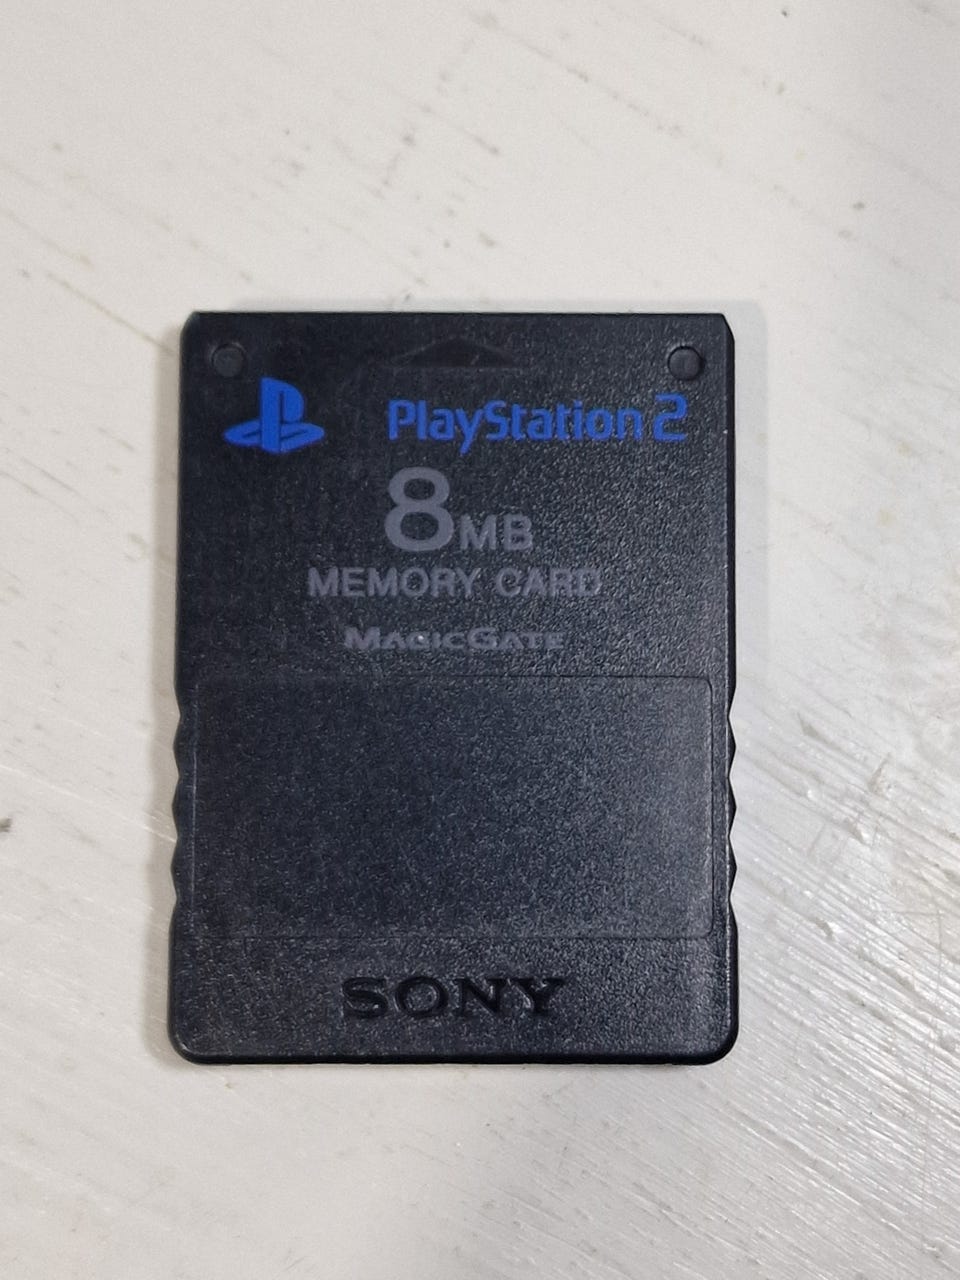 PlayStation 2
8MB
MEMORY CARD
MAGICGATE
SONY